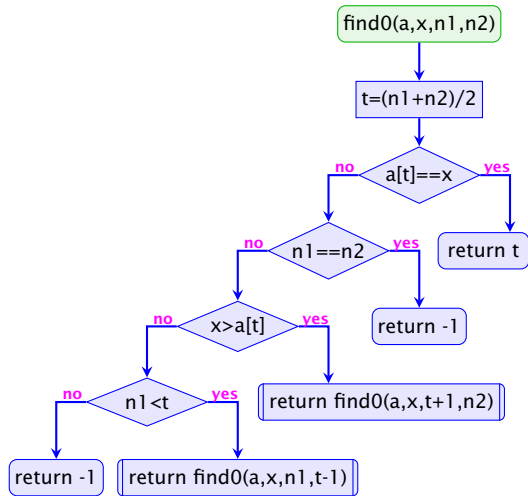 find0(a,x,n1,n2)
t=(n1+n2)/2
a[t]==x
no
yes
return t
n1==n2
no
yes
return -1
x>a[t]
no
yes
return find0(a,x,t+1,n2)
n1<t
no
yes
return -1
return find0(a,x,n1,t-1)